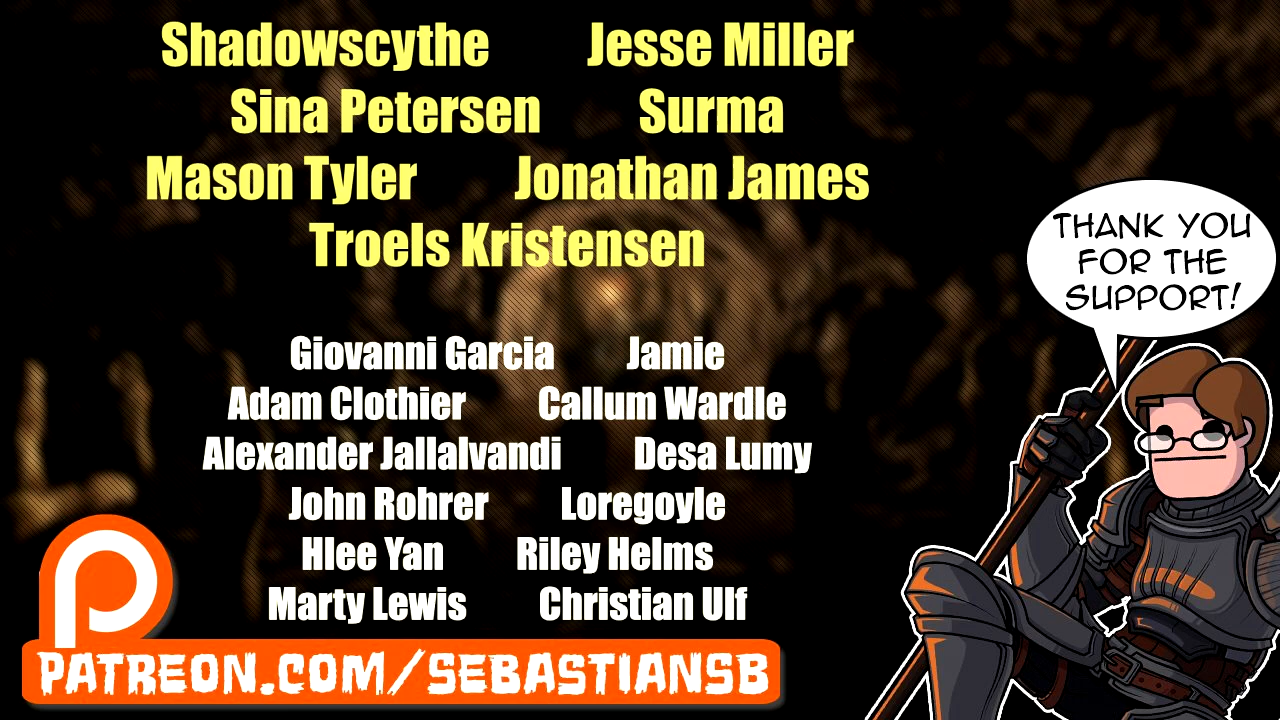 Shadowscythe Jesse Miller
Sina Petersen Surma
Mason Tyler Jonathan James
Troels Kristensen
Giovanni Garcia Jamie
Adam Clothier Callum Wardle
Alexander Jallalvandi Desa Lumy
John Rohrer Loregoyle
Hlee Yan Riley Helms
Marty Lewis Christian Ulf
PATREON.COM/SEBASTIANSB
THANK YOU
FOR THE
SUPPORT!